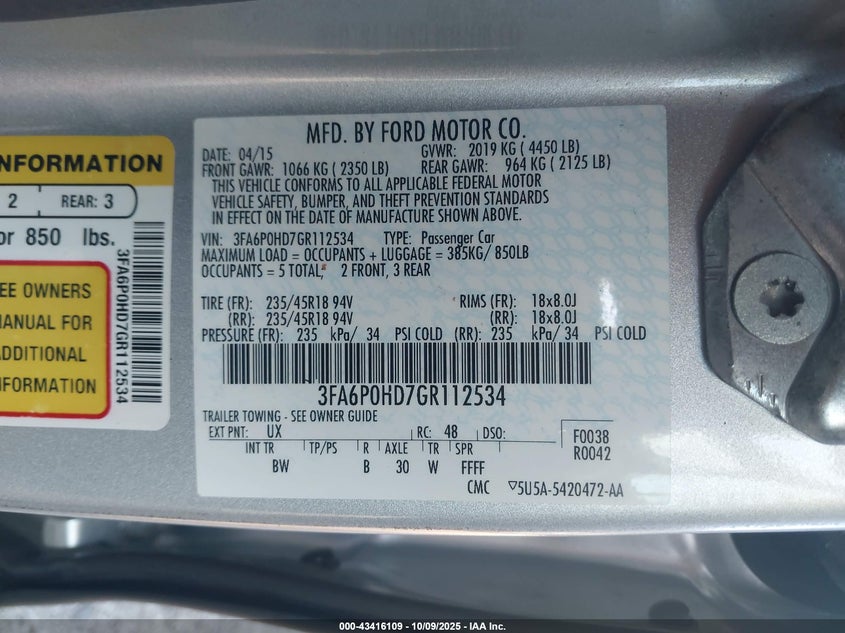 NFORMATION
2 REAR: 3
or 850 lbs.
EE OWNERS
MANUAL FOR
ADDITIONAL
NFORMATION
3FA6P0HD7GR112534
MFD. BY FORD MOTOR CO.
DATE: 04/15 GVWR: 2019 KG ( 4450 LB)
FRONT GAWR: 1066 KG ( 2350 LB) REAR GAWR: 964 KG ( 2125 LB)
THIS VEHICLE CONFORMS TO ALL APPLICABLE FEDERAL MOTOR
VEHICLE SAFETY, BUMPER, AND THEFT PREVENTION STANDARDS
IN EFFECT ON THE DATE OF MANUFACTURE SHOWN ABOVE.
VIN: 3FA6P0HD7GR112534 TYPE: Passenger Car
MAXIMUM LOAD = OCCUPANTS + LUGGAGE = 385KG/ 850LB
OCCUPANTS = 5 TOTAL, 2 FRONT, 3 REAR
TIRE (FR): 235/45R18 94V RIMS (FR): 18x8.0J
(RR): 235/45R18 94V (RR): 18x8.0J
PRESSURE (FR): 235 kPa/ 34 PSI COLD (RR): 235 kPa/ 34 PSI COLD
3FA6P0HD7GR112534
TRAILER TOWING - SEE OWNER GUIDE
EXT PNT: UX RC: 48 DSO: F0038
INT TR TP/PS R AXLE TR SPR R0042
BW B 30 W FFFF
CMC ▽5U5A-5420472-AA
000-43416109 - 10/09/2025 - IAA Inc.